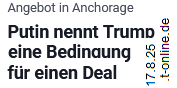 Angebot in Anchorage
Putin nennt Trump
eine Bedingung
für einen Deal
17.8.25
t-online.de